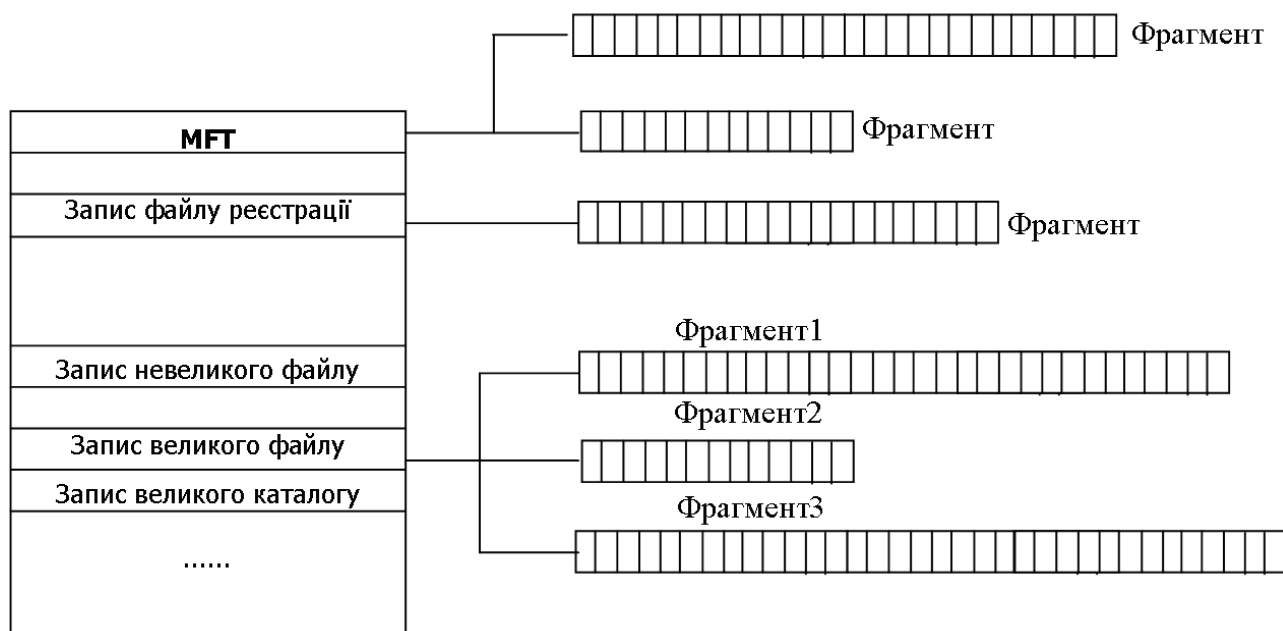 Фрагмент
MFT
Фрагмент
Запис файлу реєстрації
Фрагмент
Фрагмент1
Запис невеликого файлу
Фрагмент2
Запис великого файлу
Запис великого каталогу
Фрагмент3
......